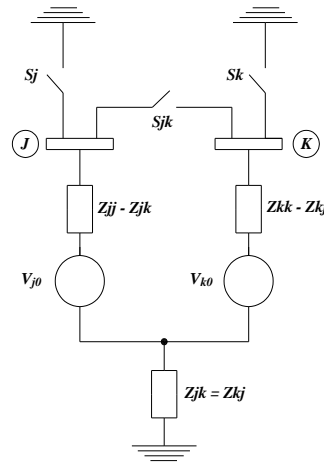 Sj
Sk
Sjk
J
K
Zjj - Zjk
Zkk - Zkj
Vj0
Vk0
Zjk = Zkj